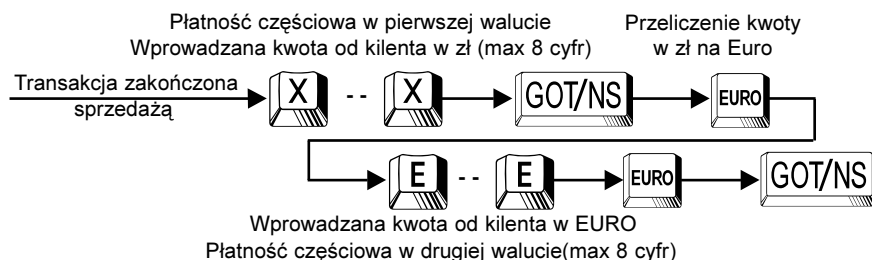 Płatność częściowa w pierwszej walucie
Wprowadzana kwota od kilenta w zł (max 8 cyfr)
Przeliczenie kwoty
w zł na Euro
Transakcja zakończona
sprzedażą
X - - X GOT/NS EURO
E - - E EURO GOT/NS
Wprowadzana kwota od kilenta w EURO
Płatność częściowa w drugiej walucie(max 8 cyfr)